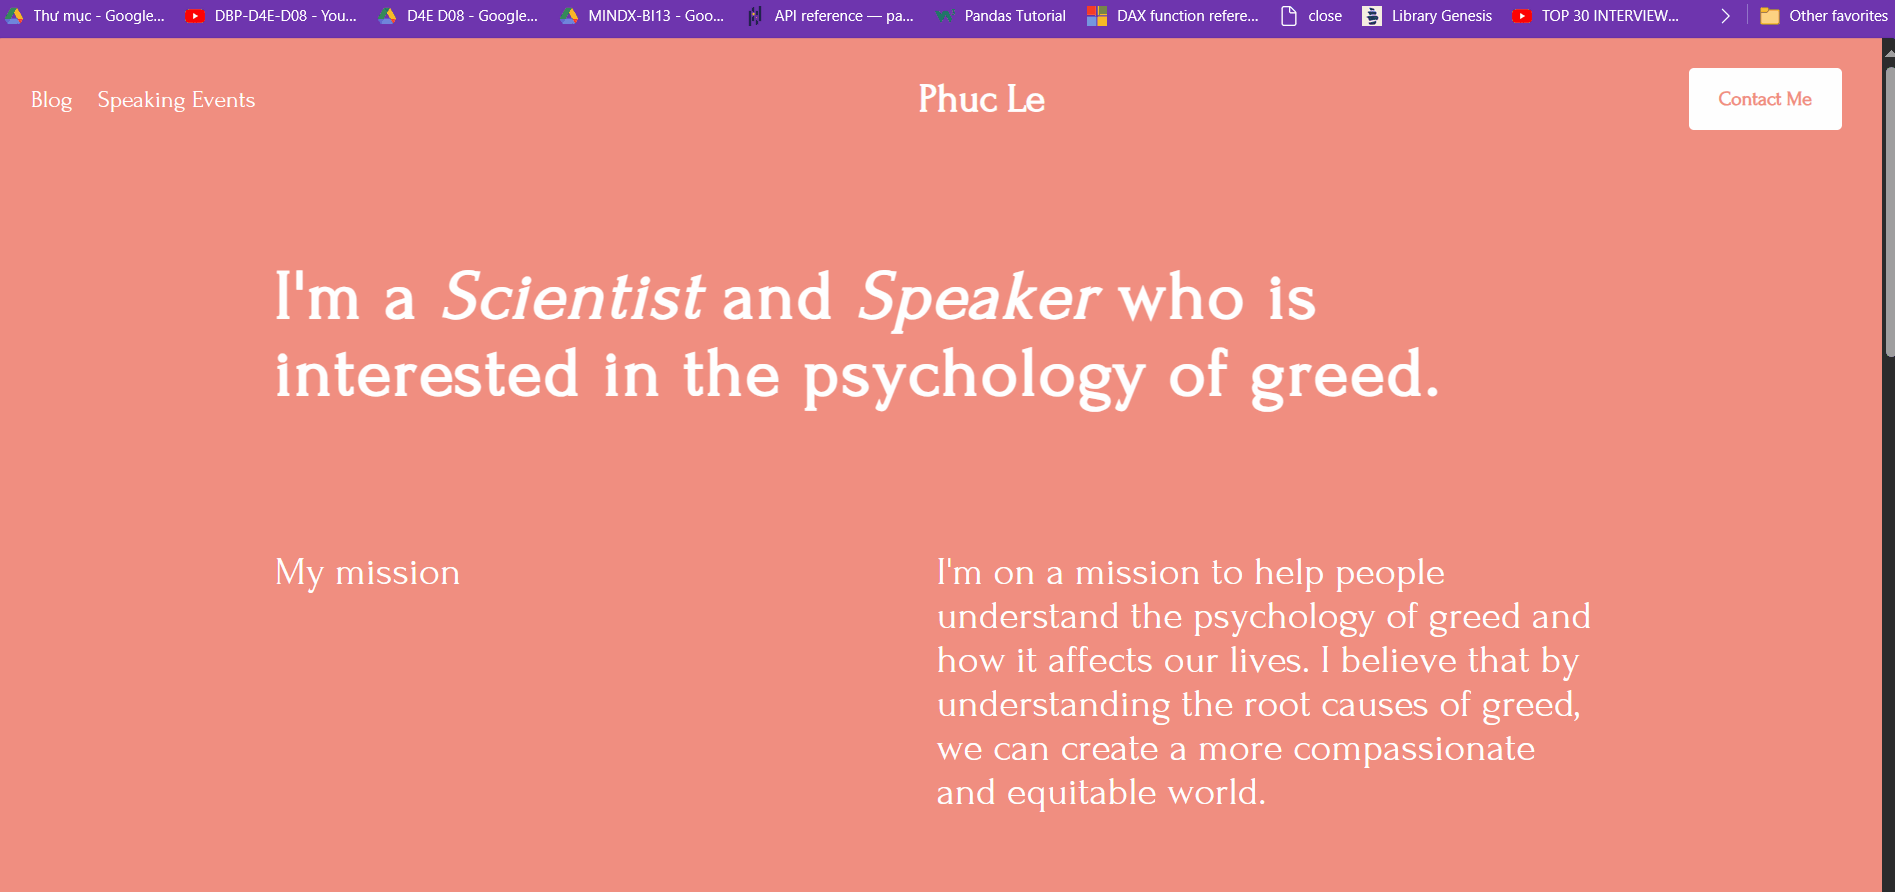 Thư mục - Google...
DBP-D4E-D08 - You...
D4E D08 - Google...
MINDX-BI13 - Goo...
API reference — pa...
Pandas Tutorial
DAX function refere...
close
Library Genesis
TOP 30 INTERVIEW...
Other favorites
Blog
Speaking Events
Phuc Le
Contact Me
I'm a Scientist and Speaker who is
interested in the psychology of greed.
My mission
I'm on a mission to help people
understand the psychology of greed and
how it affects our lives. I believe that by
understanding the root causes of greed,
we can create a more compassionate
and equitable world.